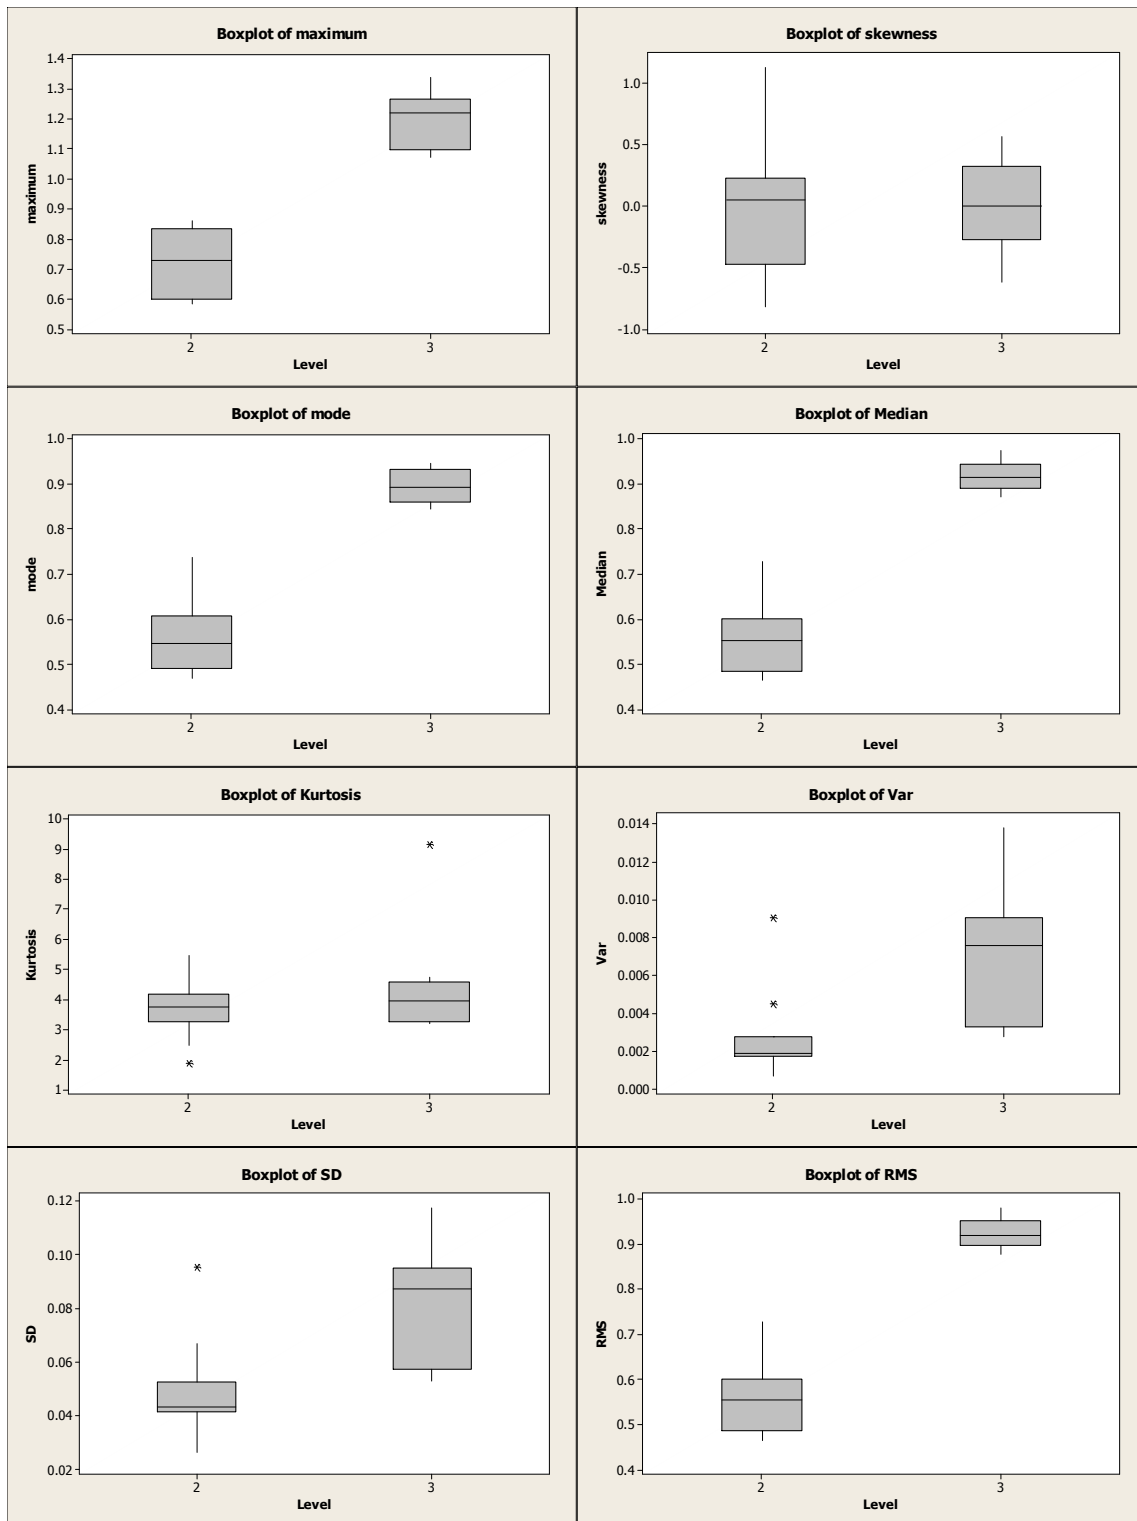 Boxplot of maximum
1.4
1.3
1.2
1.1
1.0
0.9
0.8
0.7
0.6
0.5
maximum
2 3
Level
Boxplot of skewness
1.0
0.5
0.0
-0.5
-1.0
skewness
2 3
Level
Boxplot of mode
1.0
0.9
0.8
0.7
0.6
0.5
0.4
mode
2 3
Level
Boxplot of Median
1.0
0.9
0.8
0.7
0.6
0.5
0.4
Median
2 3
Level
Boxplot of Kurtosis
10
9
8
7
6
5
4
3
2
1
Kurtosis
2 3
Level
Boxplot of Var
0.014
0.012
0.010
0.008
0.006
0.004
0.002
0.000
Var
2 3
Level
Boxplot of SD
0.12
0.10
0.08
0.06
0.04
0.02
SD
2 3
Level
Boxplot of RMS
1.0
0.9
0.8
0.7
0.6
0.5
0.4
RMS
2 3
Level